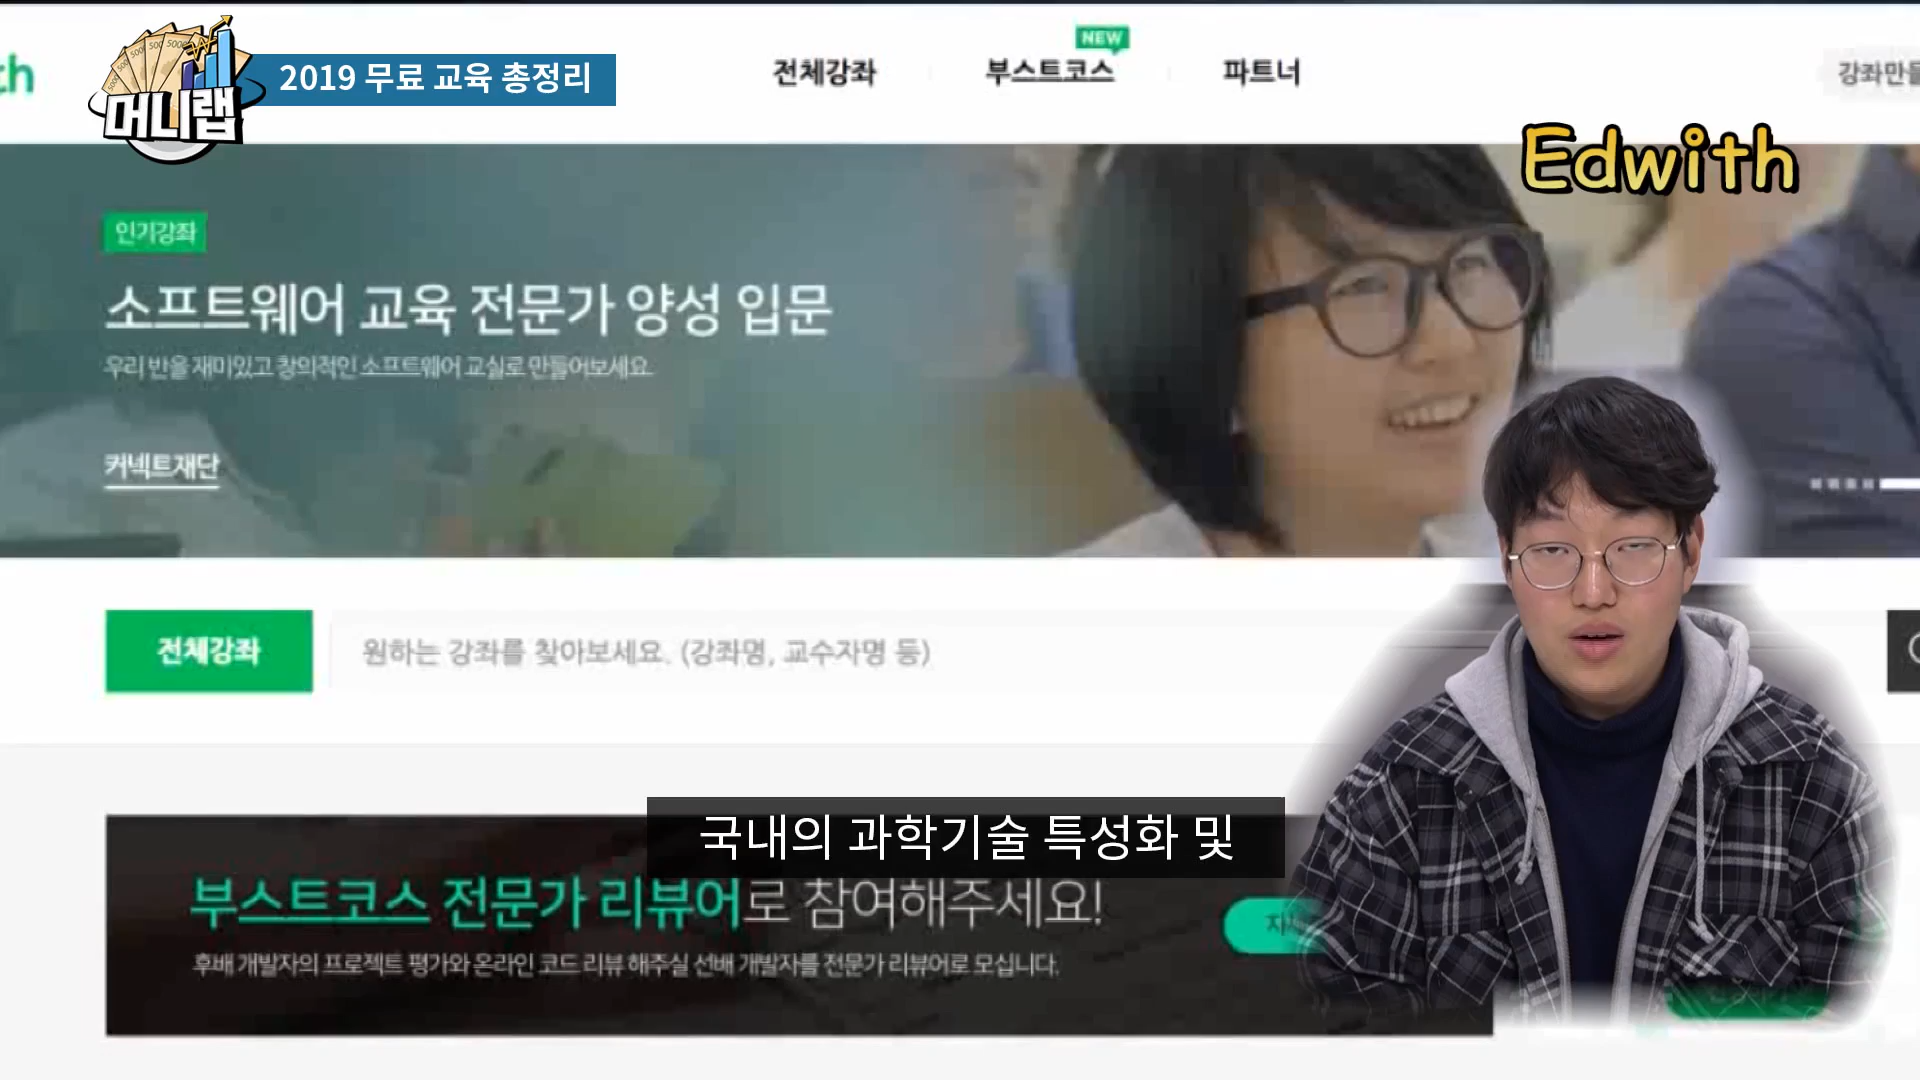 th
머니랩
2019 무료 교육 총정리
전체강좌
NEW
부스트코스
파트너
Edwith
인기강좌
소프트웨어 교육 전문가 양성 입문
우리 반을 재미있고 창의적인 소프트웨어 교실로 만들어보세요.
커넥트재단
전체강좌
원하는 강좌를 찾아보세요. (강좌명, 교수자명 등)
국내의 과학기술 특성화 및
부스트코스 전문가 리뷰어로 참여해주세요!
후배 개발자의 프로젝트 평가와 온라인 코드 리뷰 해주실 선배 개발자를 전문가 리뷰어로 모십니다.